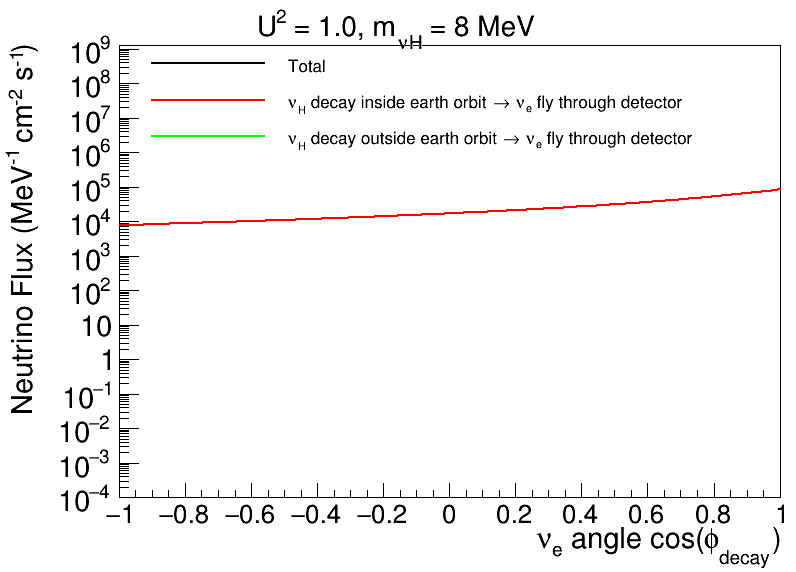 U² = 1.0, m_νH = 8 MeV
Neutrino Flux (MeV⁻¹ cm⁻² s⁻¹)
10⁹
10⁸
10⁷
10⁶
10⁵
10⁴
10³
10²
10
1
10⁻¹
10⁻²
10⁻³
10⁻⁴
Total
ν_H decay inside earth orbit → ν_e fly through detector
ν_H decay outside earth orbit → ν_e fly through detector
−1 −0.8 −0.6 −0.4 −0.2 0 0.2 0.4 0.6 0.8 1
ν_e angle cos(ϕ_decay)